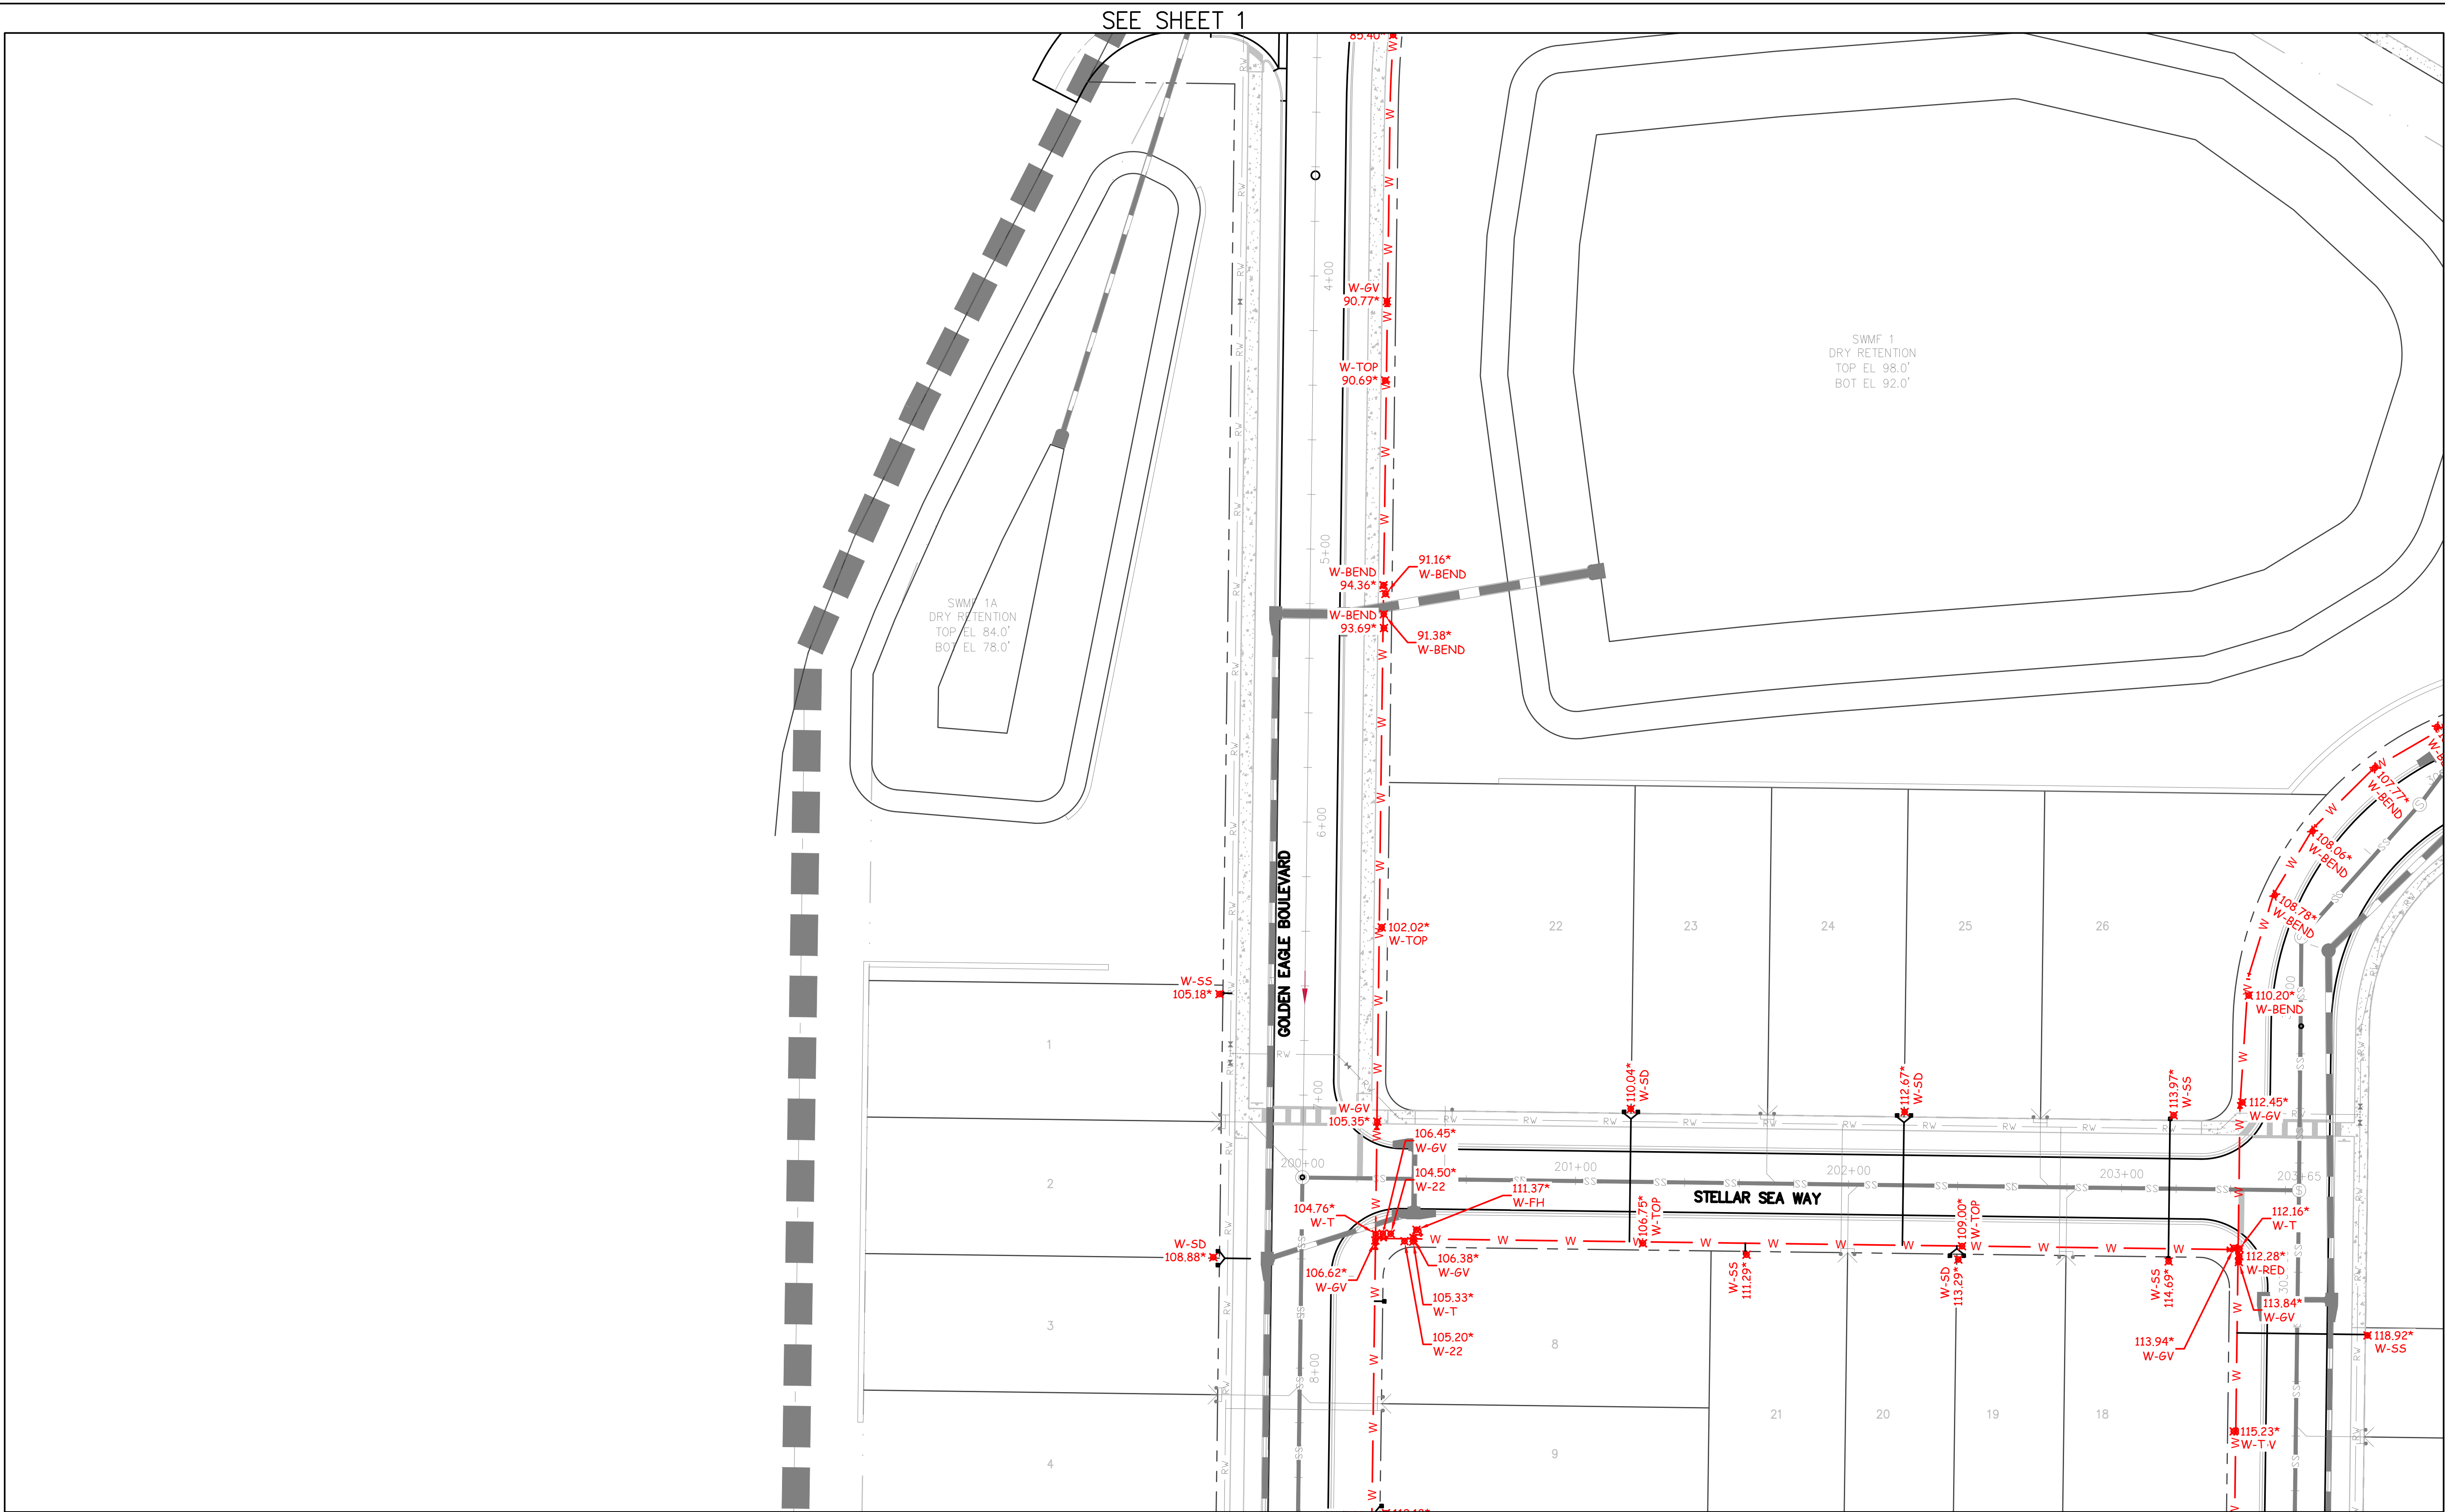 SEE SHEET 1
85.40*
4+00
W-GV
90.77*
W-TOP
90.69*
SWMF 1
DRY RETENTION
TOP EL 98.0'
BOT EL 92.0'
5+00
91.16*
W-BEND
W-BEND
94.36*
W-BEND
93.69*
91.38*
W-BEND
SWMF 1A
DRY RETENTION
TOP EL 84.0'
BOT EL 78.0'
6+00
GOLDEN EAGLE BOULEVARD
107.77*
W-BEND
108.06*
W-BEND
108.78*
W-BEND
22
23
24
25
26
102.02*
W-TOP
W-SS
105.18*
110.20*
W-BEND
1
7+00
W-GV
105.35*
110.04*
W-SD
112.67*
W-SD
113.97*
W-SS
112.45*
W-GV
106.45*
W-GV
200+00
201+00
202+00
203+00
203+65
104.50*
W-22
111.37*
W-FH
STELLAR SEA WAY
2
104.76*
W-T
106.75*
W-TOP
109.00*
W-TOP
112.16*
W-T
W-SD
108.88*
106.62*
W-GV
106.38*
W-GV
W-SS
111.29*
W-SD
113.29*
W-SS
114.69*
112.28*
W-RED
105.33*
W-T
113.84*
W-GV
3
105.20*
W-22
8
113.94*
W-GV
118.92*
W-SS
8+00
21
20
19
18
115.23*
4
9
RW
W
SS